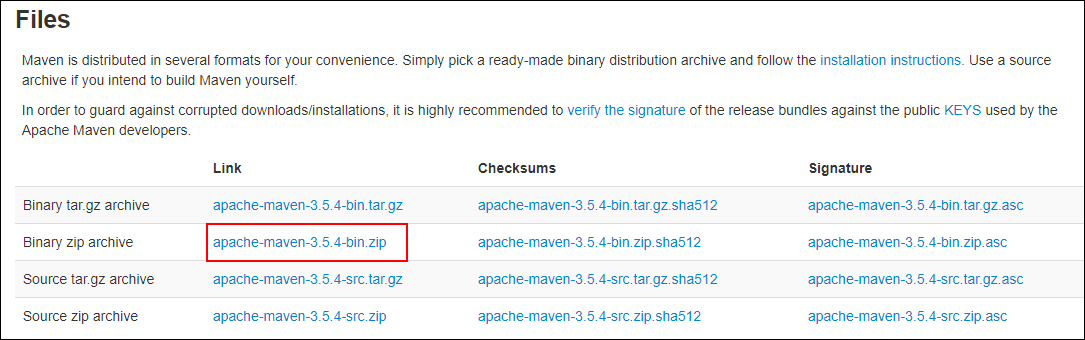 Files
Maven is distributed in several formats for your convenience. Simply pick a ready-made binary distribution archive and follow the installation instructions. Use a source
archive if you intend to build Maven yourself.
In order to guard against corrupted downloads/installations, it is highly recommended to verify the signature of the release bundles against the public KEYS used by the
Apache Maven developers.
Link Checksums Signature
Binary tar.gz archive apache-maven-3.5.4-bin.tar.gz apache-maven-3.5.4-bin.tar.gz.sha512 apache-maven-3.5.4-bin.tar.gz.asc
Binary zip archive apache-maven-3.5.4-bin.zip apache-maven-3.5.4-bin.zip.sha512 apache-maven-3.5.4-bin.zip.asc
Source tar.gz archive apache-maven-3.5.4-src.tar.gz apache-maven-3.5.4-src.tar.gz.sha512 apache-maven-3.5.4-src.tar.gz.asc
Source zip archive apache-maven-3.5.4-src.zip apache-maven-3.5.4-src.zip.sha512 apache-maven-3.5.4-src.zip.asc